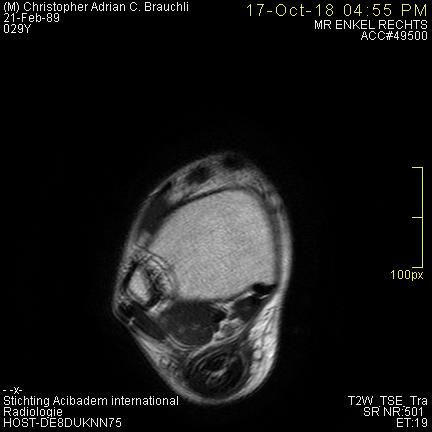 (M) Christopher Adrian C. Brauchli
21-Feb-89
029Y
17-Oct-18 04:55 PM
MR ENKEL RECHTS
ACC#49500
100px
--x-
Stichting Acibadem international
Radiologie
HOST-DE8DUKNN75
T2W_TSE_Tra
SR NR:501
ET:19